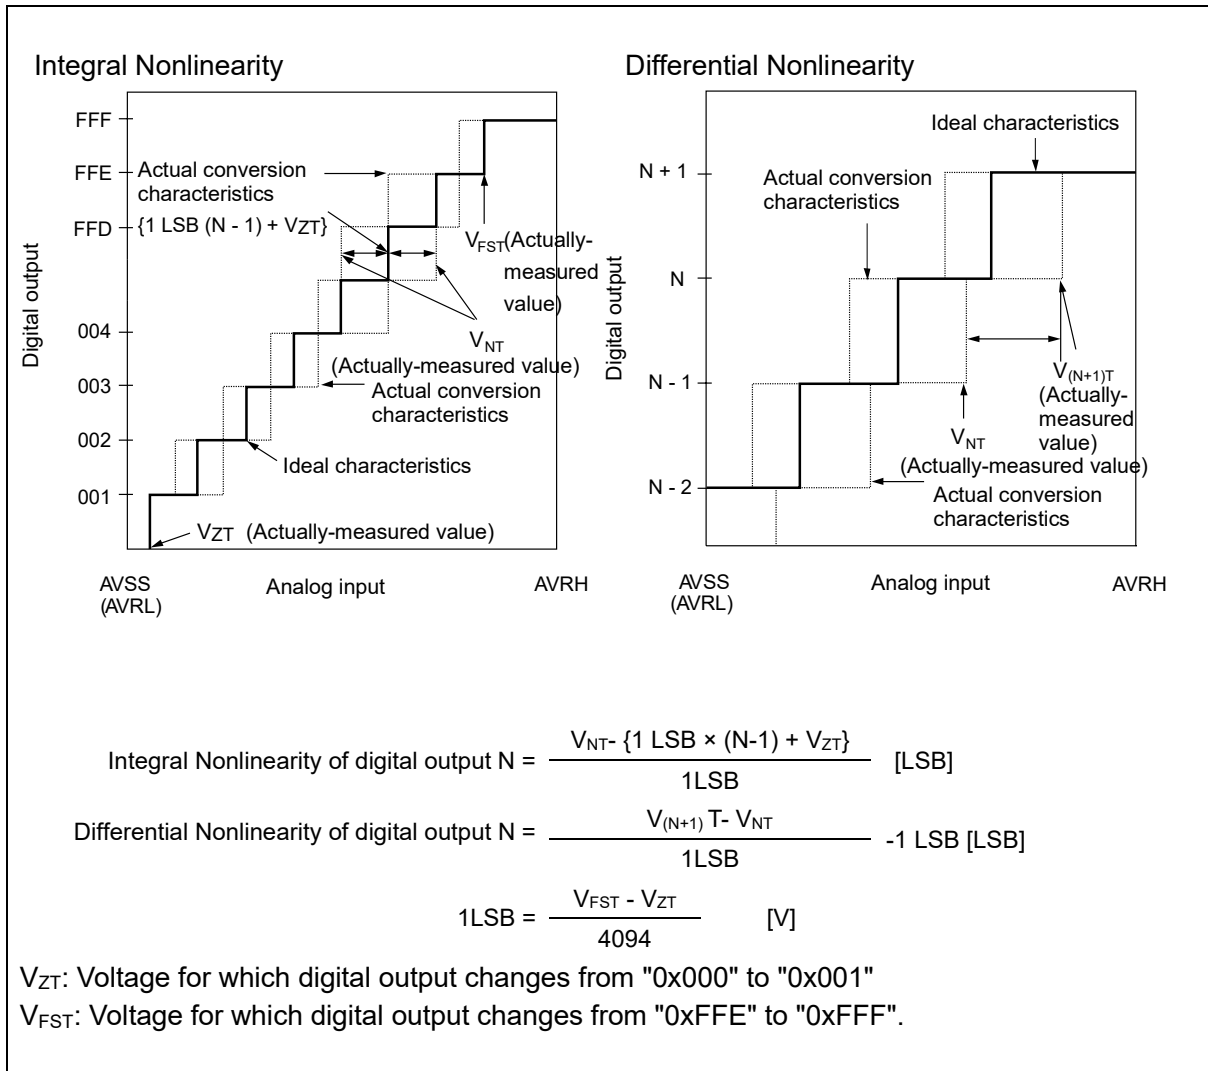 Integral Nonlinearity
FFF
FFE
FFD
004
003
002
001
Digital output
Actual conversion
characteristics
{1 LSB (N - 1) + VZT}
VFST (Actually-
measured
value)
VNT
(Actually-measured value)
Actual conversion
characteristics
Ideal characteristics
VZT (Actually-measured value)
AVSS
(AVRL)
Analog input
AVRH
Differential Nonlinearity
N + 1
N
N - 1
N - 2
Digital output
Ideal characteristics
Actual conversion
characteristics
V(N+1)T
(Actually-
measured
value)
VNT
(Actually-measured value)
Actual conversion
characteristics
AVSS
(AVRL)
Analog input
AVRH
Integral Nonlinearity of digital output N =
VNT- {1 LSB × (N-1) + VZT}
1LSB
[LSB]
Differential Nonlinearity of digital output N =
V(N+1) T- VNT
1LSB
-1 LSB [LSB]
1LSB =
VFST - VZT
4094
[V]
VZT: Voltage for which digital output changes from "0x000" to "0x001"
VFST: Voltage for which digital output changes from "0xFFE" to "0xFFF".